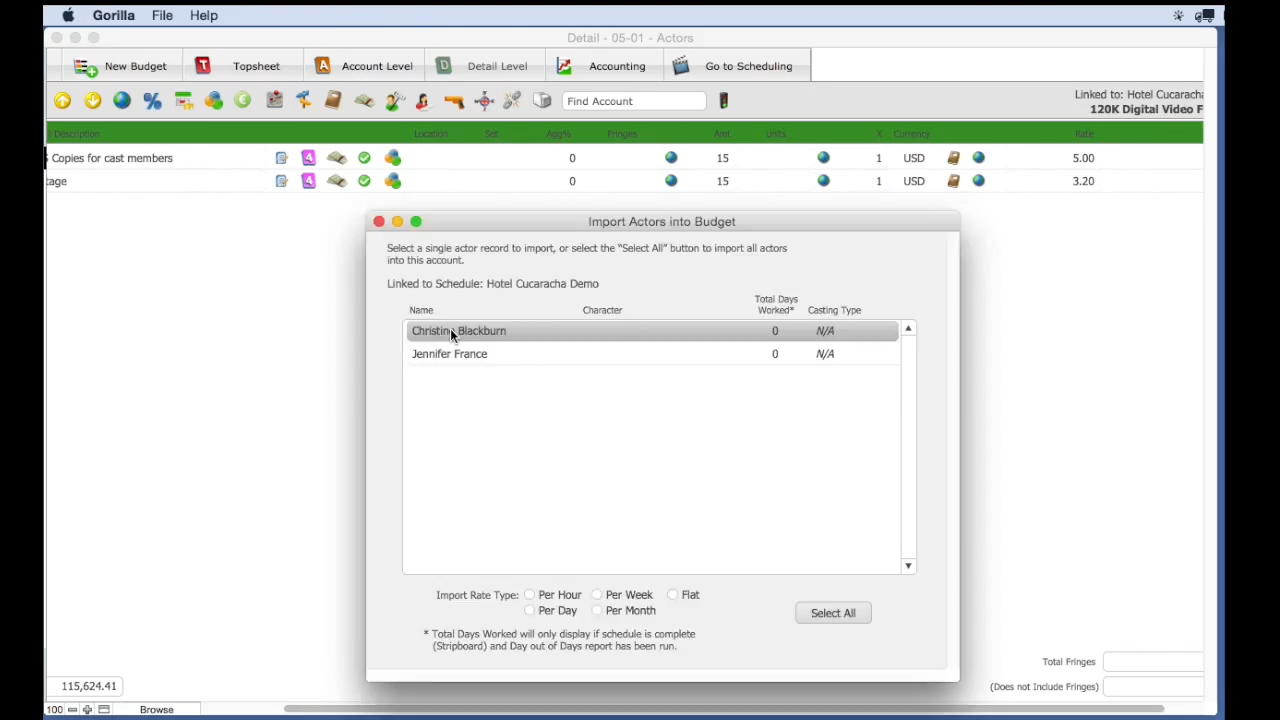 Gorilla File Help
Detail - 05-01 - Actors
New Budget Topsheet Account Level Detail Level Accounting Go to Scheduling
Find Account
Linked to: Hotel Cucaracha
120K Digital Video F
Description Location Set Agg% Fringes Amt Units X Currency Rate
Copies for cast members 0 15 1 USD 5.00
tage 0 15 1 USD 3.20
Import Actors into Budget
Select a single actor record to import, or select the “Select All” button to import all actors
into this account.
Linked to Schedule: Hotel Cucaracha Demo
Name Character Total Days
Worked* Casting Type
Christine Blackburn 0 N/A
Jennifer France 0 N/A
Import Rate Type: Per Hour Per Week Flat
Per Day Per Month
Select All
* Total Days Worked will only display if schedule is complete
(Stripboard) and Day out of Days report has been run.
Total Fringes
(Does not Include Fringes)
115,624.41
100 Browse